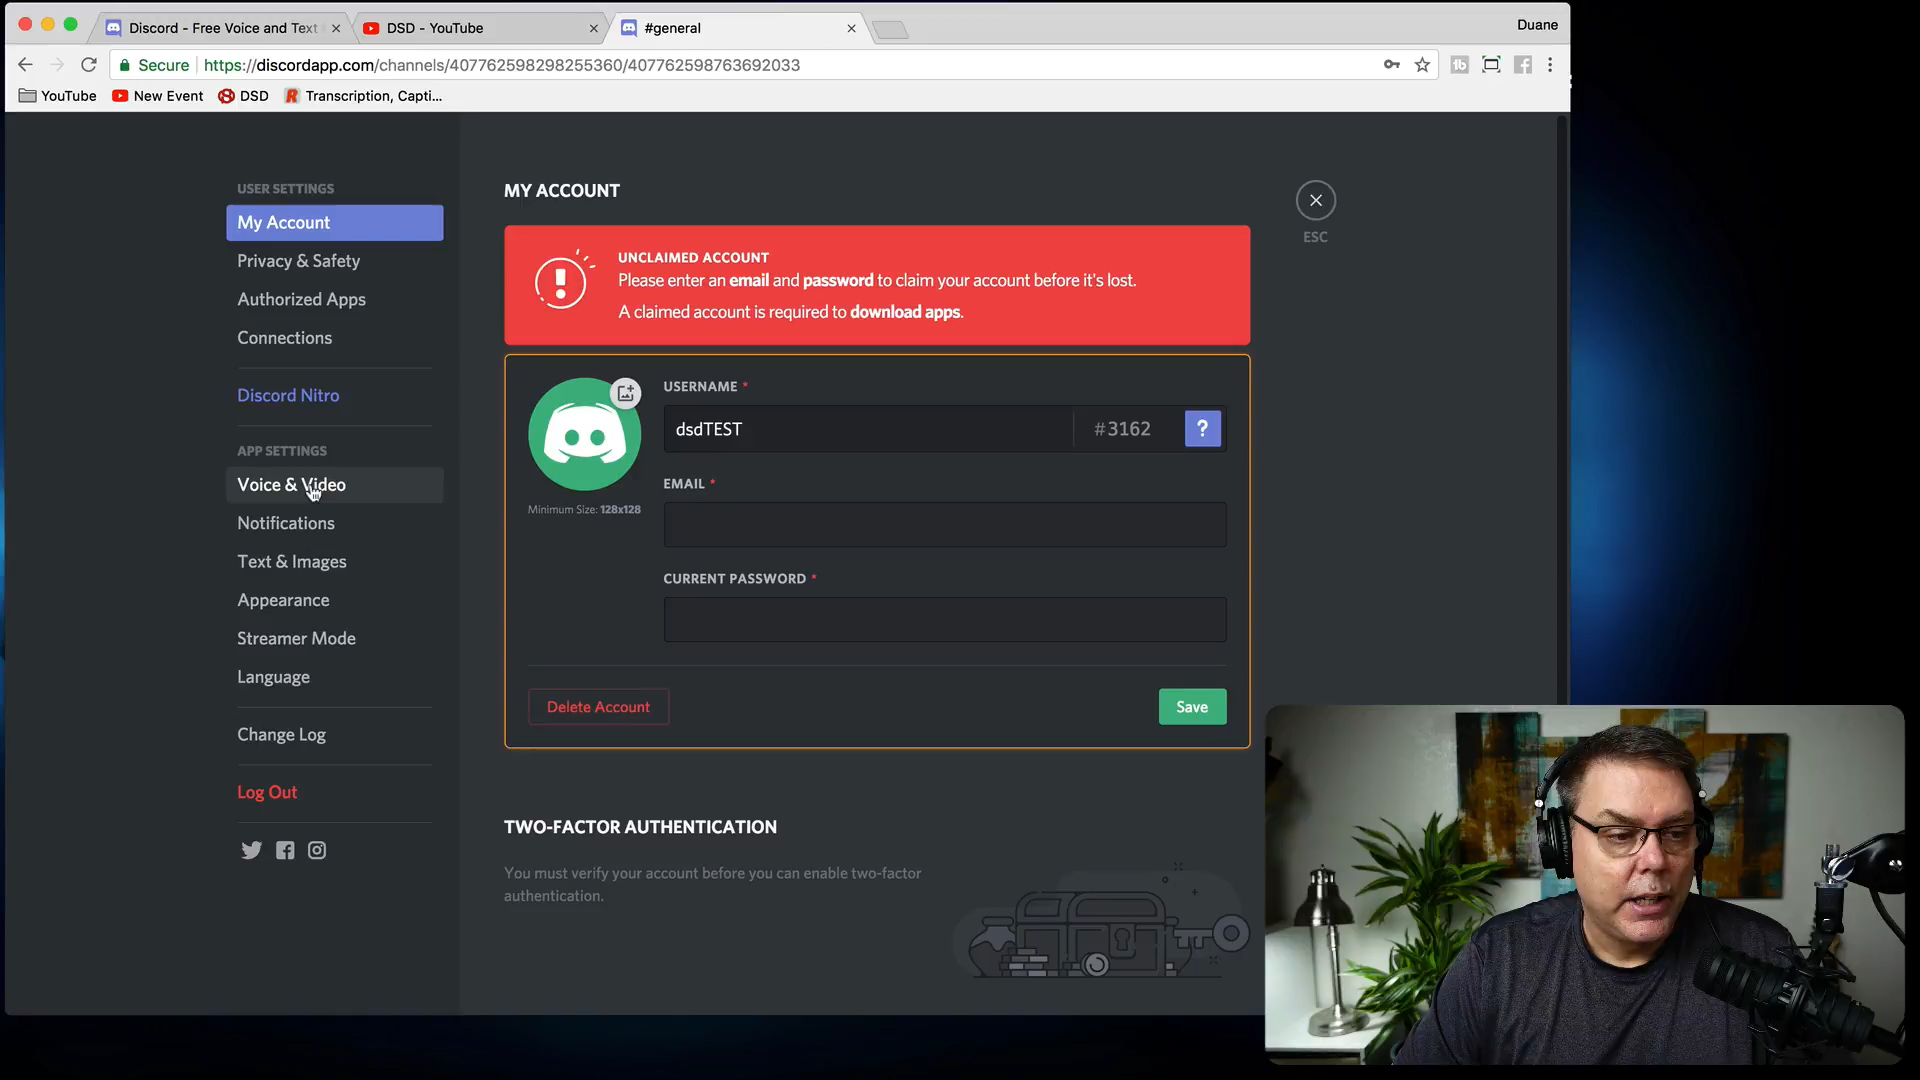 Discord - Free Voice and Text
DSD - YouTube
#general
Duane
Secure https://discordapp.com/channels/407762598298255360/407762598763692033
YouTube
New Event
DSD
Transcription, Capti...
USER SETTINGS
My Account
Privacy & Safety
Authorized Apps
Connections
Discord Nitro
APP SETTINGS
Voice & Video
Notifications
Text & Images
Appearance
Streamer Mode
Language
Change Log
Log Out
MY ACCOUNT
ESC
UNCLAIMED ACCOUNT
Please enter an email and password to claim your account before it's lost.
A claimed account is required to download apps.
Minimum Size: 128x128
USERNAME *
dsdTEST #3162 ?
EMAIL *
CURRENT PASSWORD *
Delete Account
Save
TWO-FACTOR AUTHENTICATION
You must verify your account before you can enable two-factor
authentication.